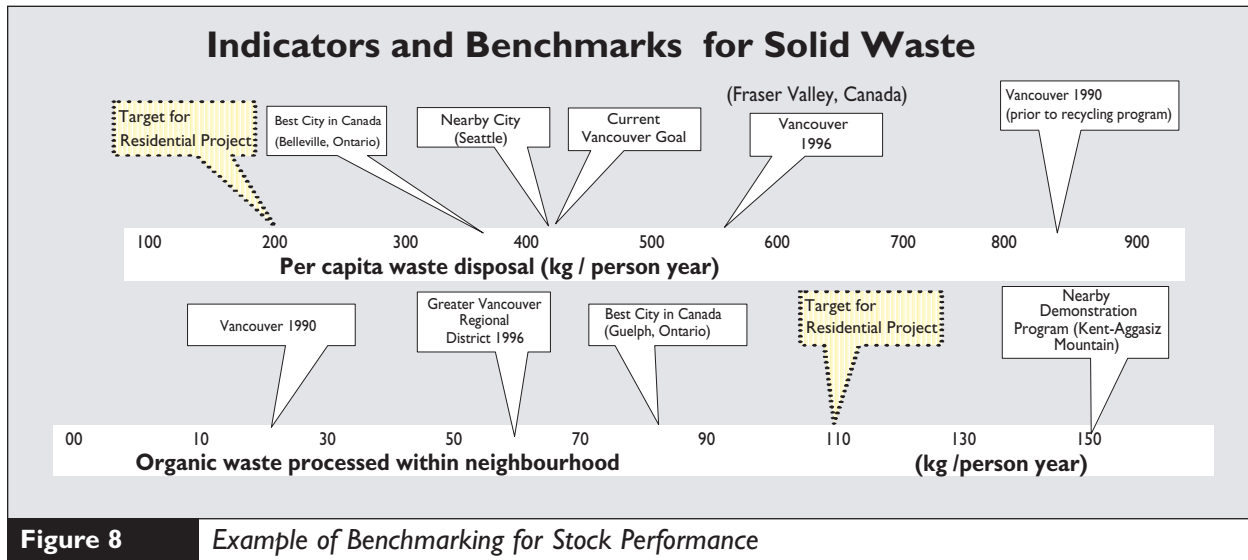 Indicators and Benchmarks for Solid Waste
Target for
Residential Project
Best City in Canada
(Belleville, Ontario)
Nearby City
(Seattle)
Current
Vancouver Goal
(Fraser Valley, Canada)
Vancouver
1996
Vancouver 1990
(prior to recycling program)
100 200 300 400 500 600 700 800 900
Per capita waste disposal (kg / person year)
Vancouver 1990
Greater Vancouver
Regional
District 1996
Best City in Canada
(Guelph, Ontario)
Target for
Residential Project
Nearby
Demonstration
Program (Kent-Aggasiz
Mountain)
00 10 30 50 70 90 110 130 150
Organic waste processed within neighbourhood (kg /person year)
Figure 8 Example of Benchmarking for Stock Performance